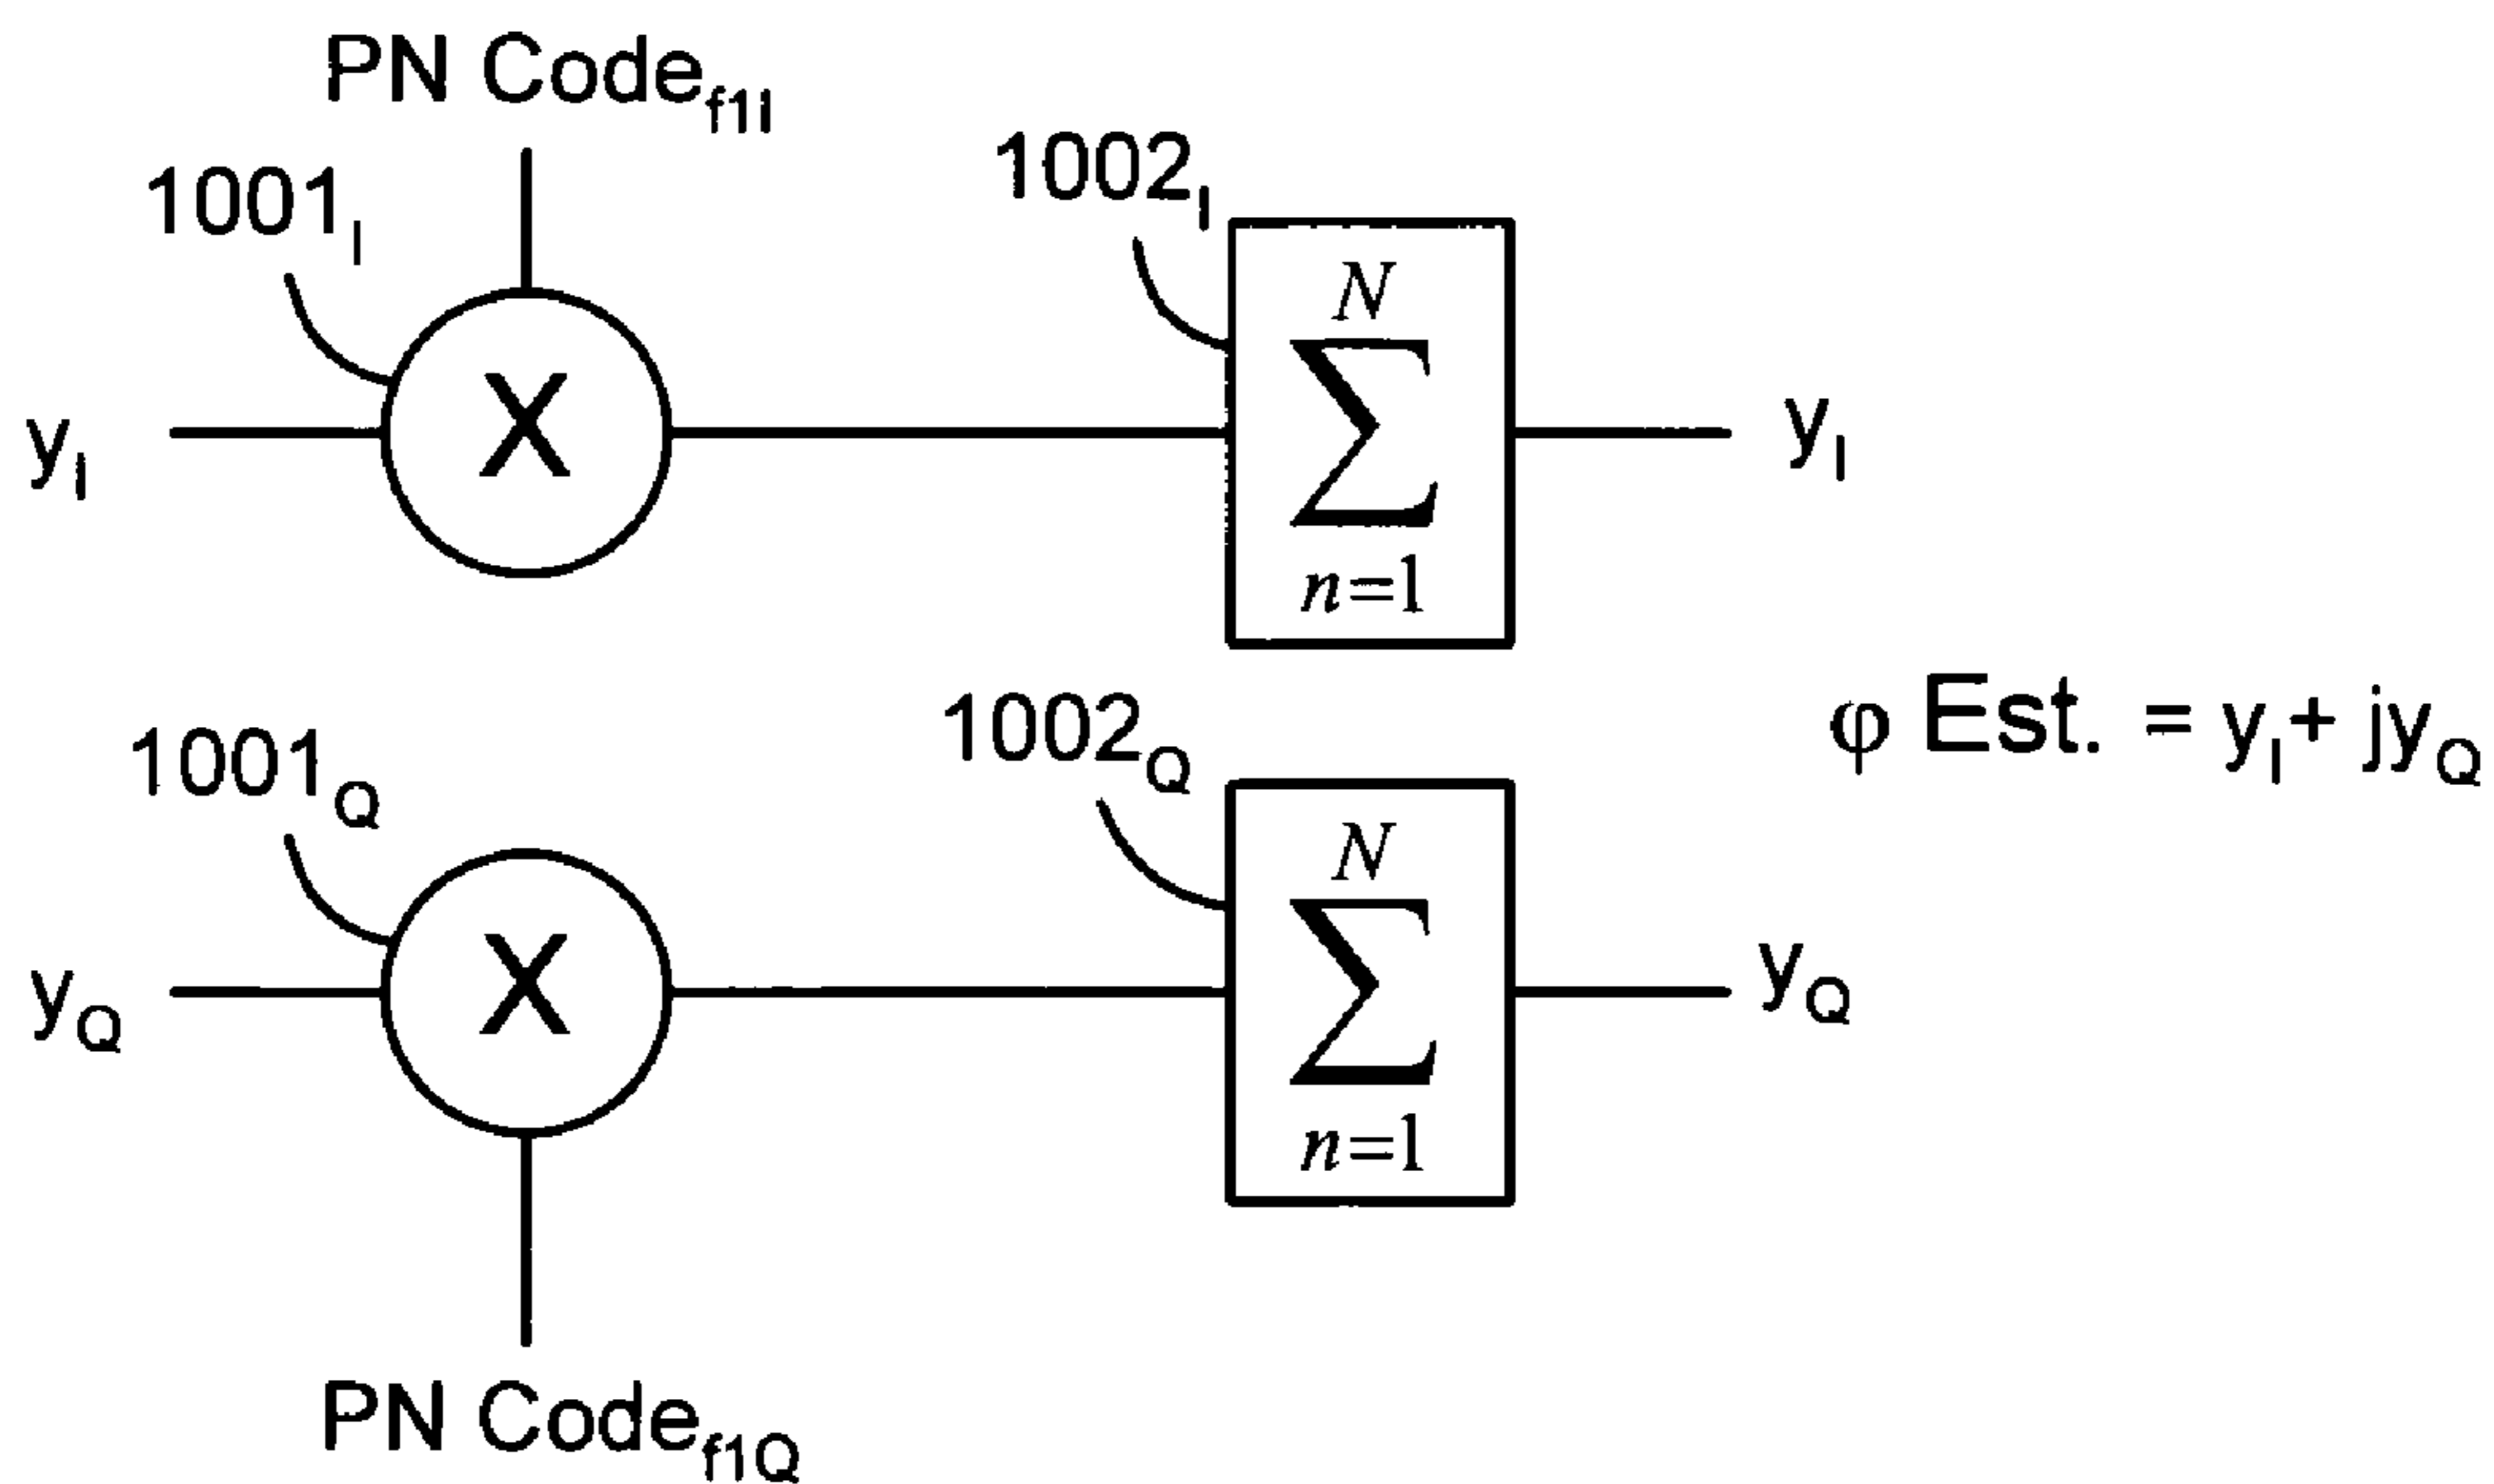 PN Code_f1I
1001_I
1002_I
N
∑
n=1
y_I
X
y_I
φ Est. = y_I + jy_Q
1001_Q
1002_Q
N
∑
n=1
y_Q
X
y_Q
PN Code_f1Q